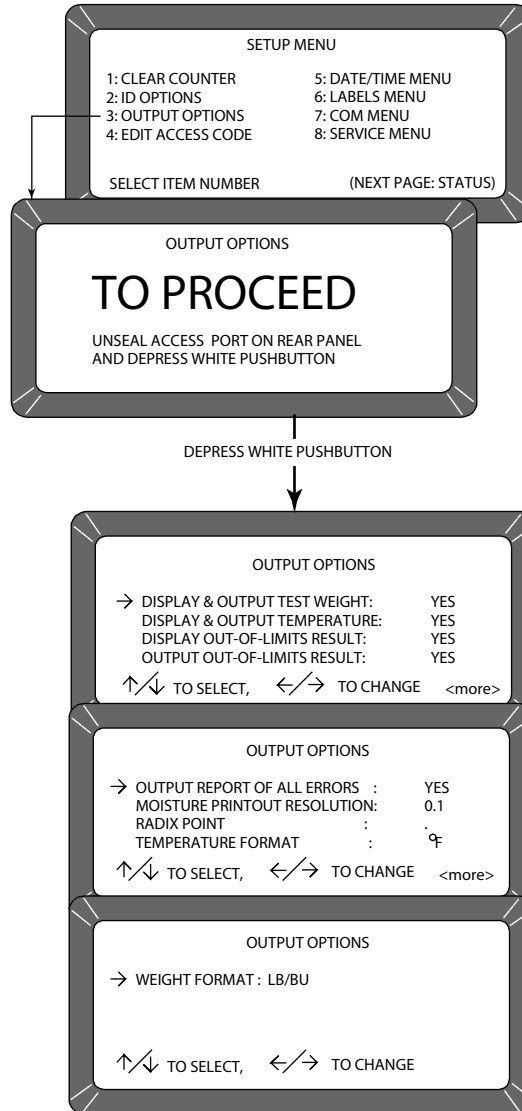 SETUP MENU
1: CLEAR COUNTER 5: DATE/TIME MENU
2: ID OPTIONS 6: LABELS MENU
3: OUTPUT OPTIONS 7: COM MENU
4: EDIT ACCESS CODE 8: SERVICE MENU
SELECT ITEM NUMBER (NEXT PAGE: STATUS)
OUTPUT OPTIONS
TO PROCEED
UNSEAL ACCESS PORT ON REAR PANEL
AND DEPRESS WHITE PUSHBUTTON
DEPRESS WHITE PUSHBUTTON
OUTPUT OPTIONS
→ DISPLAY & OUTPUT TEST WEIGHT: YES
DISPLAY & OUTPUT TEMPERATURE: YES
DISPLAY OUT-OF-LIMITS RESULT: YES
OUTPUT OUT-OF-LIMITS RESULT: YES
↑/↓ TO SELECT, ←/→ TO CHANGE <more>
OUTPUT OPTIONS
→ OUTPUT REPORT OF ALL ERRORS : YES
MOISTURE PRINTOUT RESOLUTION: 0.1
RADIX POINT : .
TEMPERATURE FORMAT : °F
↑/↓ TO SELECT, ←/→ TO CHANGE <more>
OUTPUT OPTIONS
→ WEIGHT FORMAT : LB/BU
↑/↓ TO SELECT, ←/→ TO CHANGE